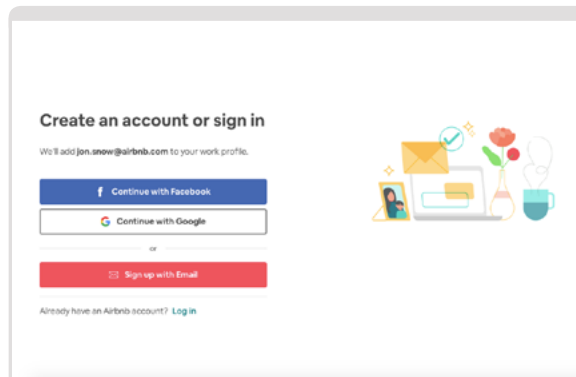 Create an account or sign in
We'll add jon.snow@airbnb.com to your work profile.
Continue with Facebook
Continue with Google
or
Sign up with Email
Already have an Airbnb account? Log in